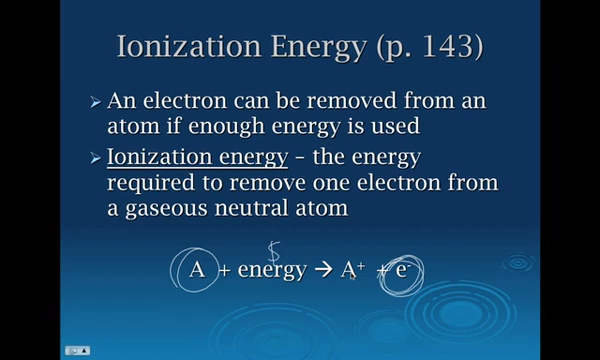 Ionization Energy (p. 143)
An electron can be removed from an
atom if enough energy is used
Ionization energy – the energy
required to remove one electron from
a gaseous neutral atom
$
A + energy → A⁺ + e⁻